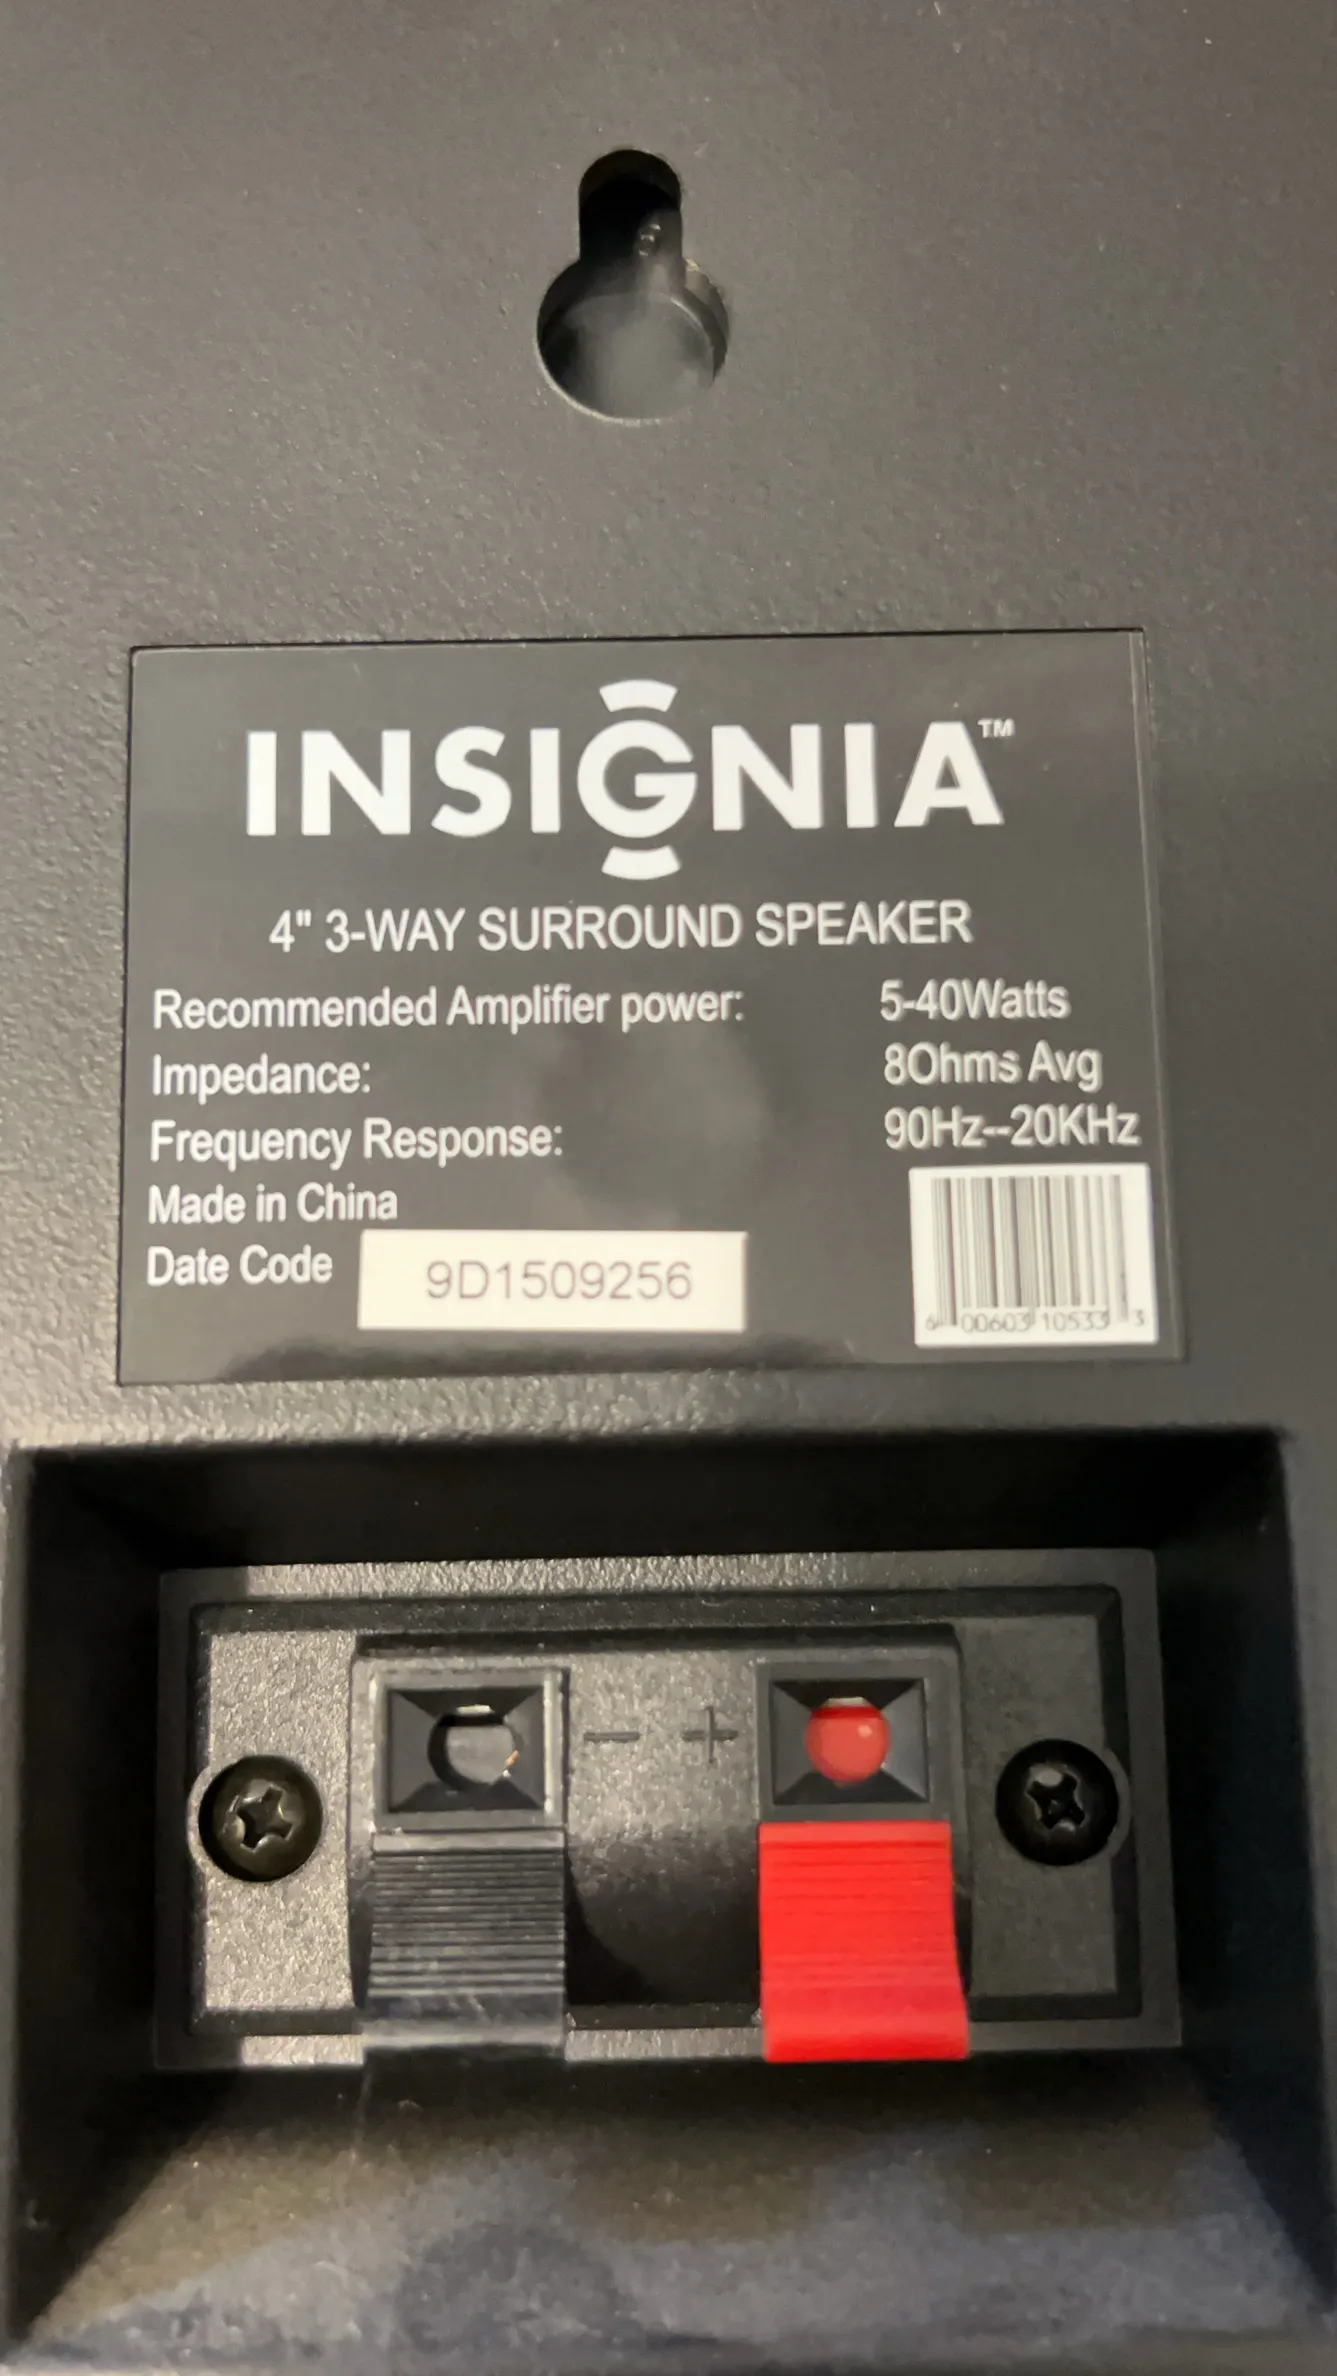 INSIGNIA™
4" 3-WAY SURROUND SPEAKER
Recommended Amplifier power: 5-40Watts
Impedance: 8Ohms Avg
Frequency Response: 90Hz--20KHz
Made in China
Date Code 9D1509256
6 00603 10533 3
− +